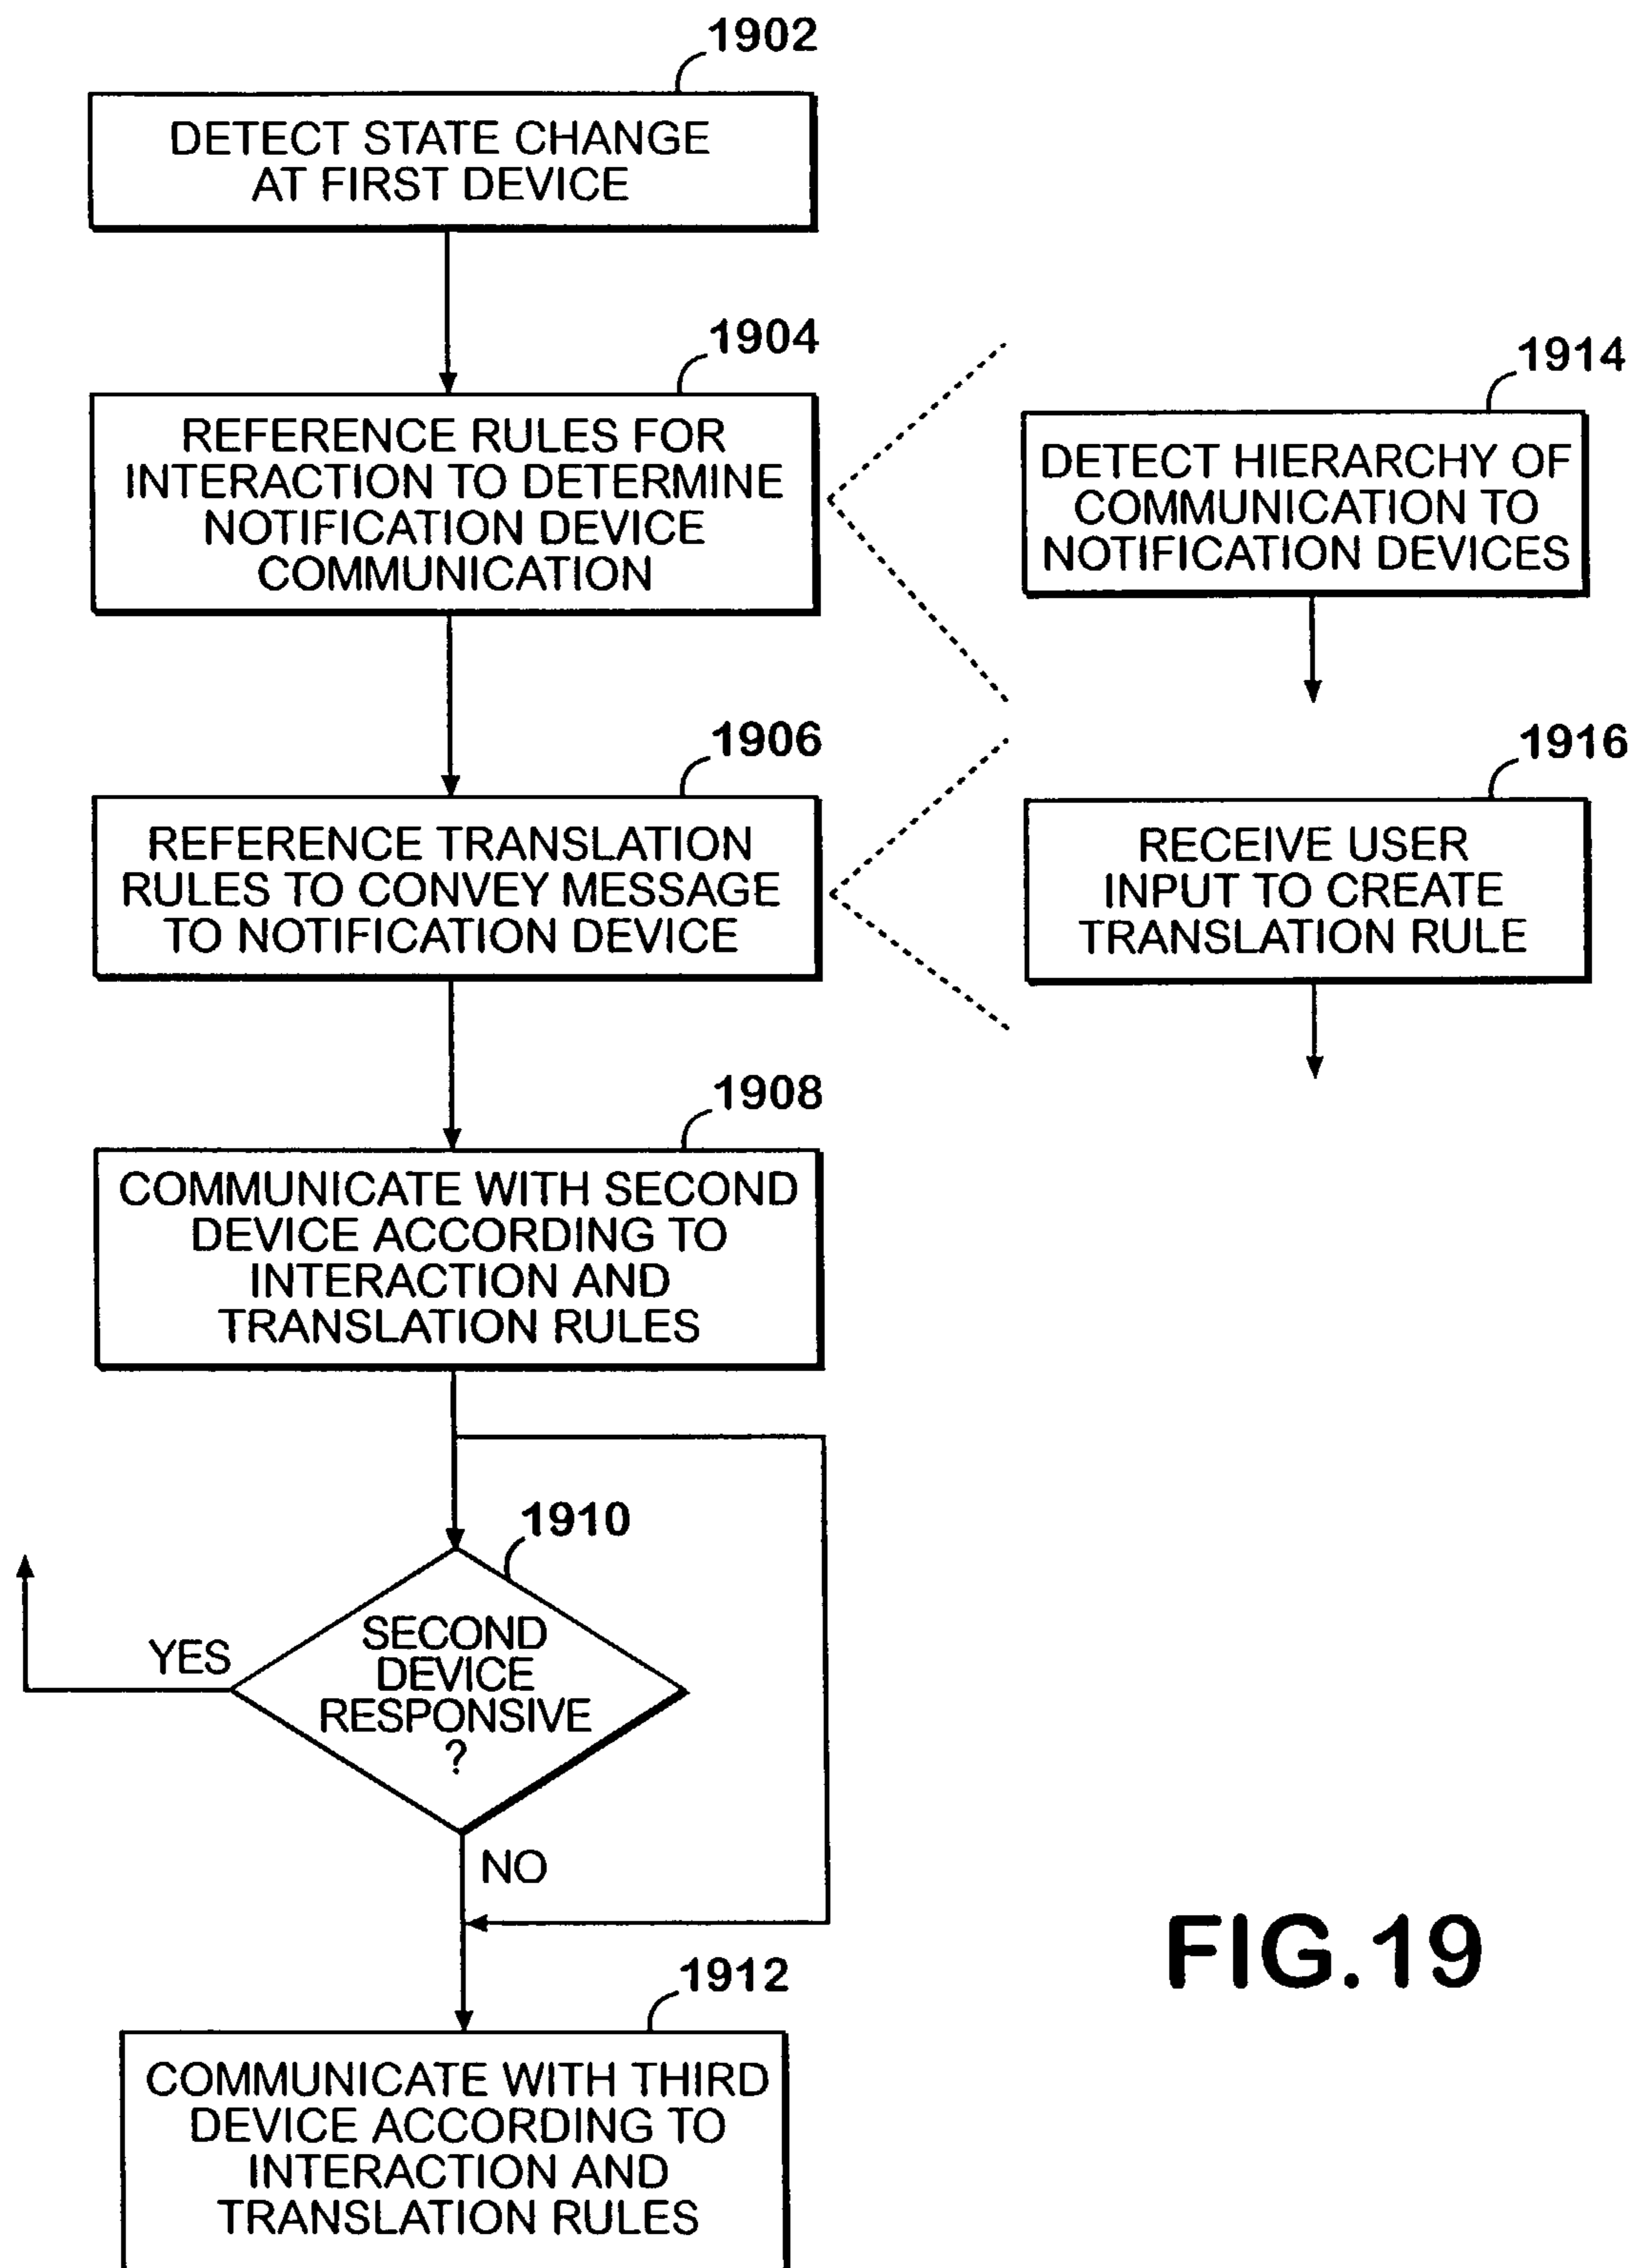 1902
DETECT STATE CHANGE
AT FIRST DEVICE
1904
REFERENCE RULES FOR
INTERACTION TO DETERMINE
NOTIFICATION DEVICE
COMMUNICATION
1914
DETECT HIERARCHY OF
COMMUNICATION TO
NOTIFICATION DEVICES
1906
REFERENCE TRANSLATION
RULES TO CONVEY MESSAGE
TO NOTIFICATION DEVICE
1916
RECEIVE USER
INPUT TO CREATE
TRANSLATION RULE
1908
COMMUNICATE WITH SECOND
DEVICE ACCORDING TO
INTERACTION AND
TRANSLATION RULES
1910
SECOND
DEVICE
RESPONSIVE
?
YES
NO
1912
COMMUNICATE WITH THIRD
DEVICE ACCORDING TO
INTERACTION AND
TRANSLATION RULES
FIG.19